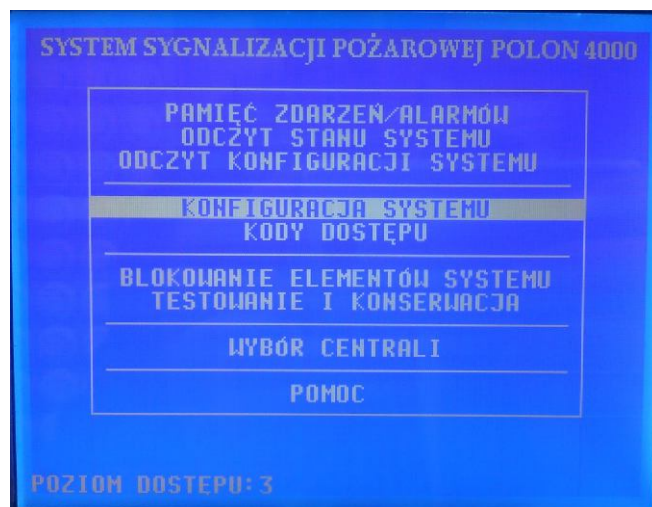 SYSTEM SYGNALIZACJI POŻAROWEJ POLON 4000
PAMIĘĆ ZDARZEŃ/ALARMÓW
ODCZYT STANU SYSTEMU
ODCZYT KONFIGURACJI SYSTEMU
KONFIGURACJA SYSTEMU
KODY DOSTĘPU
BLOKOWANIE ELEMENTÓW SYSTEMU
TESTOWANIE I KONSERWACJA
WYBÓR CENTRALI
POMOC
POZIOM DOSTĘPU:3